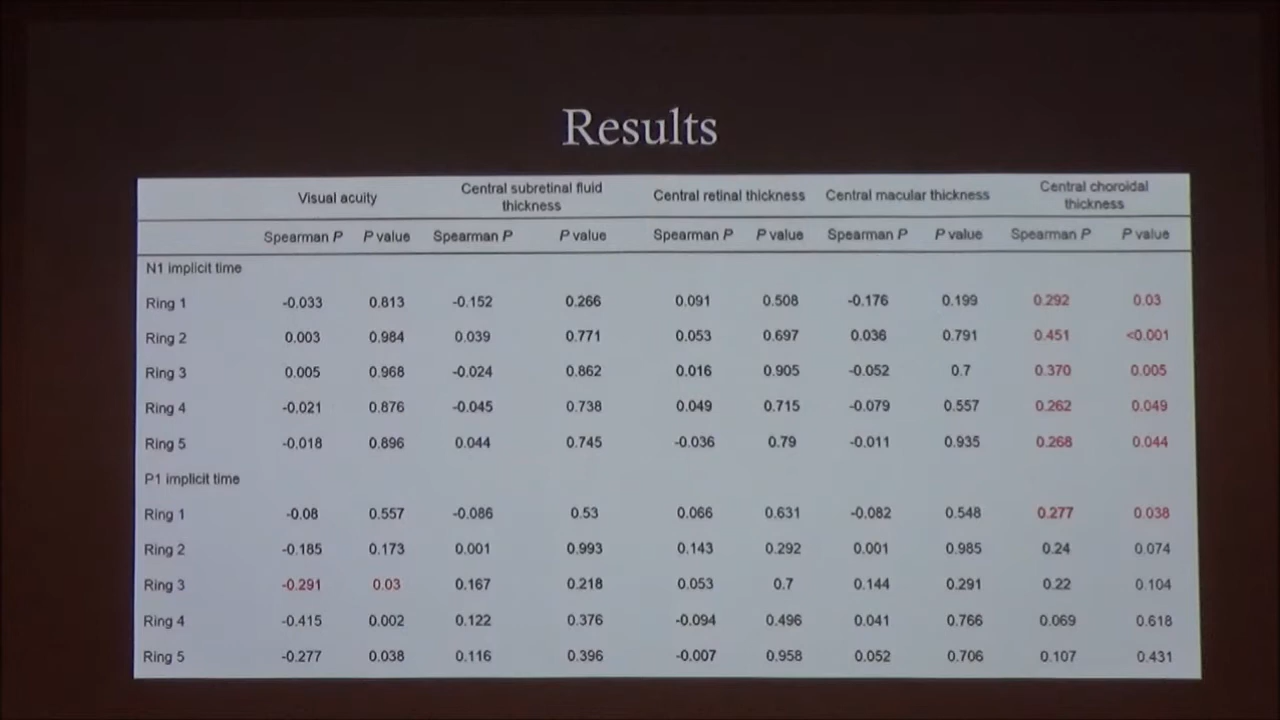 Results
Visual acuity Central subretinal fluid thickness Central retinal thickness Central macular thickness Central choroidal thickness
Spearman P P value Spearman P P value Spearman P P value Spearman P P value Spearman P P value
N1 implicit time
Ring 1 -0.033 0.813 -0.152 0.266 0.091 0.508 -0.176 0.199 0.292 0.03
Ring 2 0.003 0.984 0.039 0.771 0.053 0.697 0.036 0.791 0.451 <0.001
Ring 3 0.005 0.968 -0.024 0.862 0.016 0.905 -0.052 0.7 0.370 0.005
Ring 4 -0.021 0.876 -0.045 0.738 0.049 0.715 -0.079 0.557 0.262 0.049
Ring 5 -0.018 0.896 0.044 0.745 -0.036 0.79 -0.011 0.935 0.268 0.044
P1 implicit time
Ring 1 -0.08 0.557 -0.086 0.53 0.066 0.631 -0.082 0.548 0.277 0.038
Ring 2 -0.185 0.173 0.001 0.993 0.143 0.292 0.001 0.985 0.24 0.074
Ring 3 -0.291 0.03 0.167 0.218 0.053 0.7 0.144 0.291 0.22 0.104
Ring 4 -0.415 0.002 0.122 0.376 -0.094 0.496 0.041 0.766 0.069 0.618
Ring 5 -0.277 0.038 0.116 0.396 -0.007 0.958 0.052 0.706 0.107 0.431